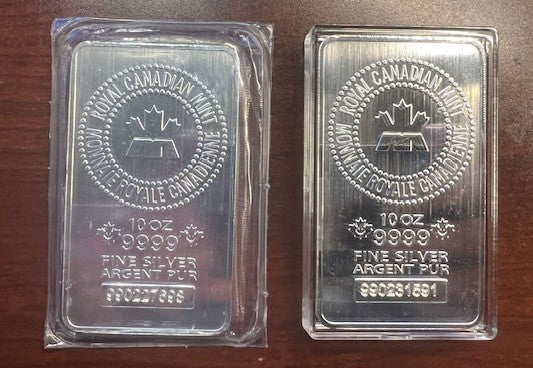 ROYAL CANADIAN MINT
MONNAIE ROYALE CANADIENNE
10 OZ
9999
FINE SILVER
ARGENT PUR
ROYAL CANADIAN MINT
MONNAIE ROYALE CANADIENNE
10 OZ
9999
FINE SILVER
ARGENT PUR
990231591